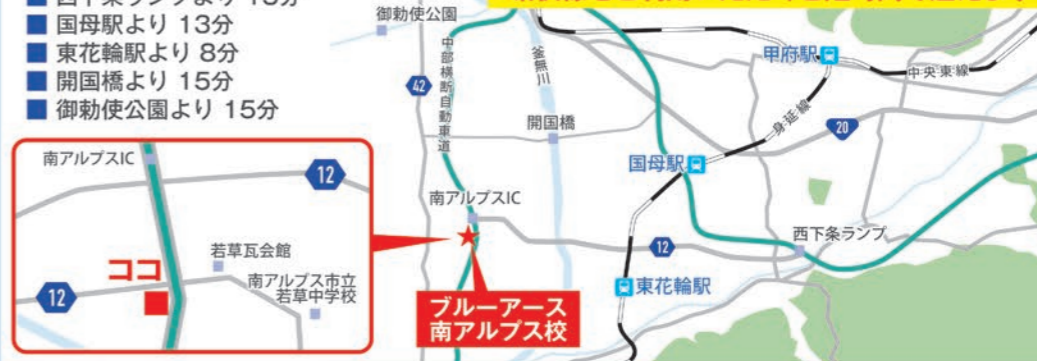 ■ 国母駅より 13分
■ 東花輪駅より 8分
■ 開国橋より 15分
■ 御勅使公園より 15分
御勅使公園
中部横断自動車道
釜無川
甲府駅
中央東線
42
開国橋
身延線
20
国母駅
南アルプスIC
12
西下条ランプ
東花輪駅
ブルーアース
南アルプス校
南アルプスIC
12
若草瓦会館
ココ
南アルプス市立
若草中学校
12